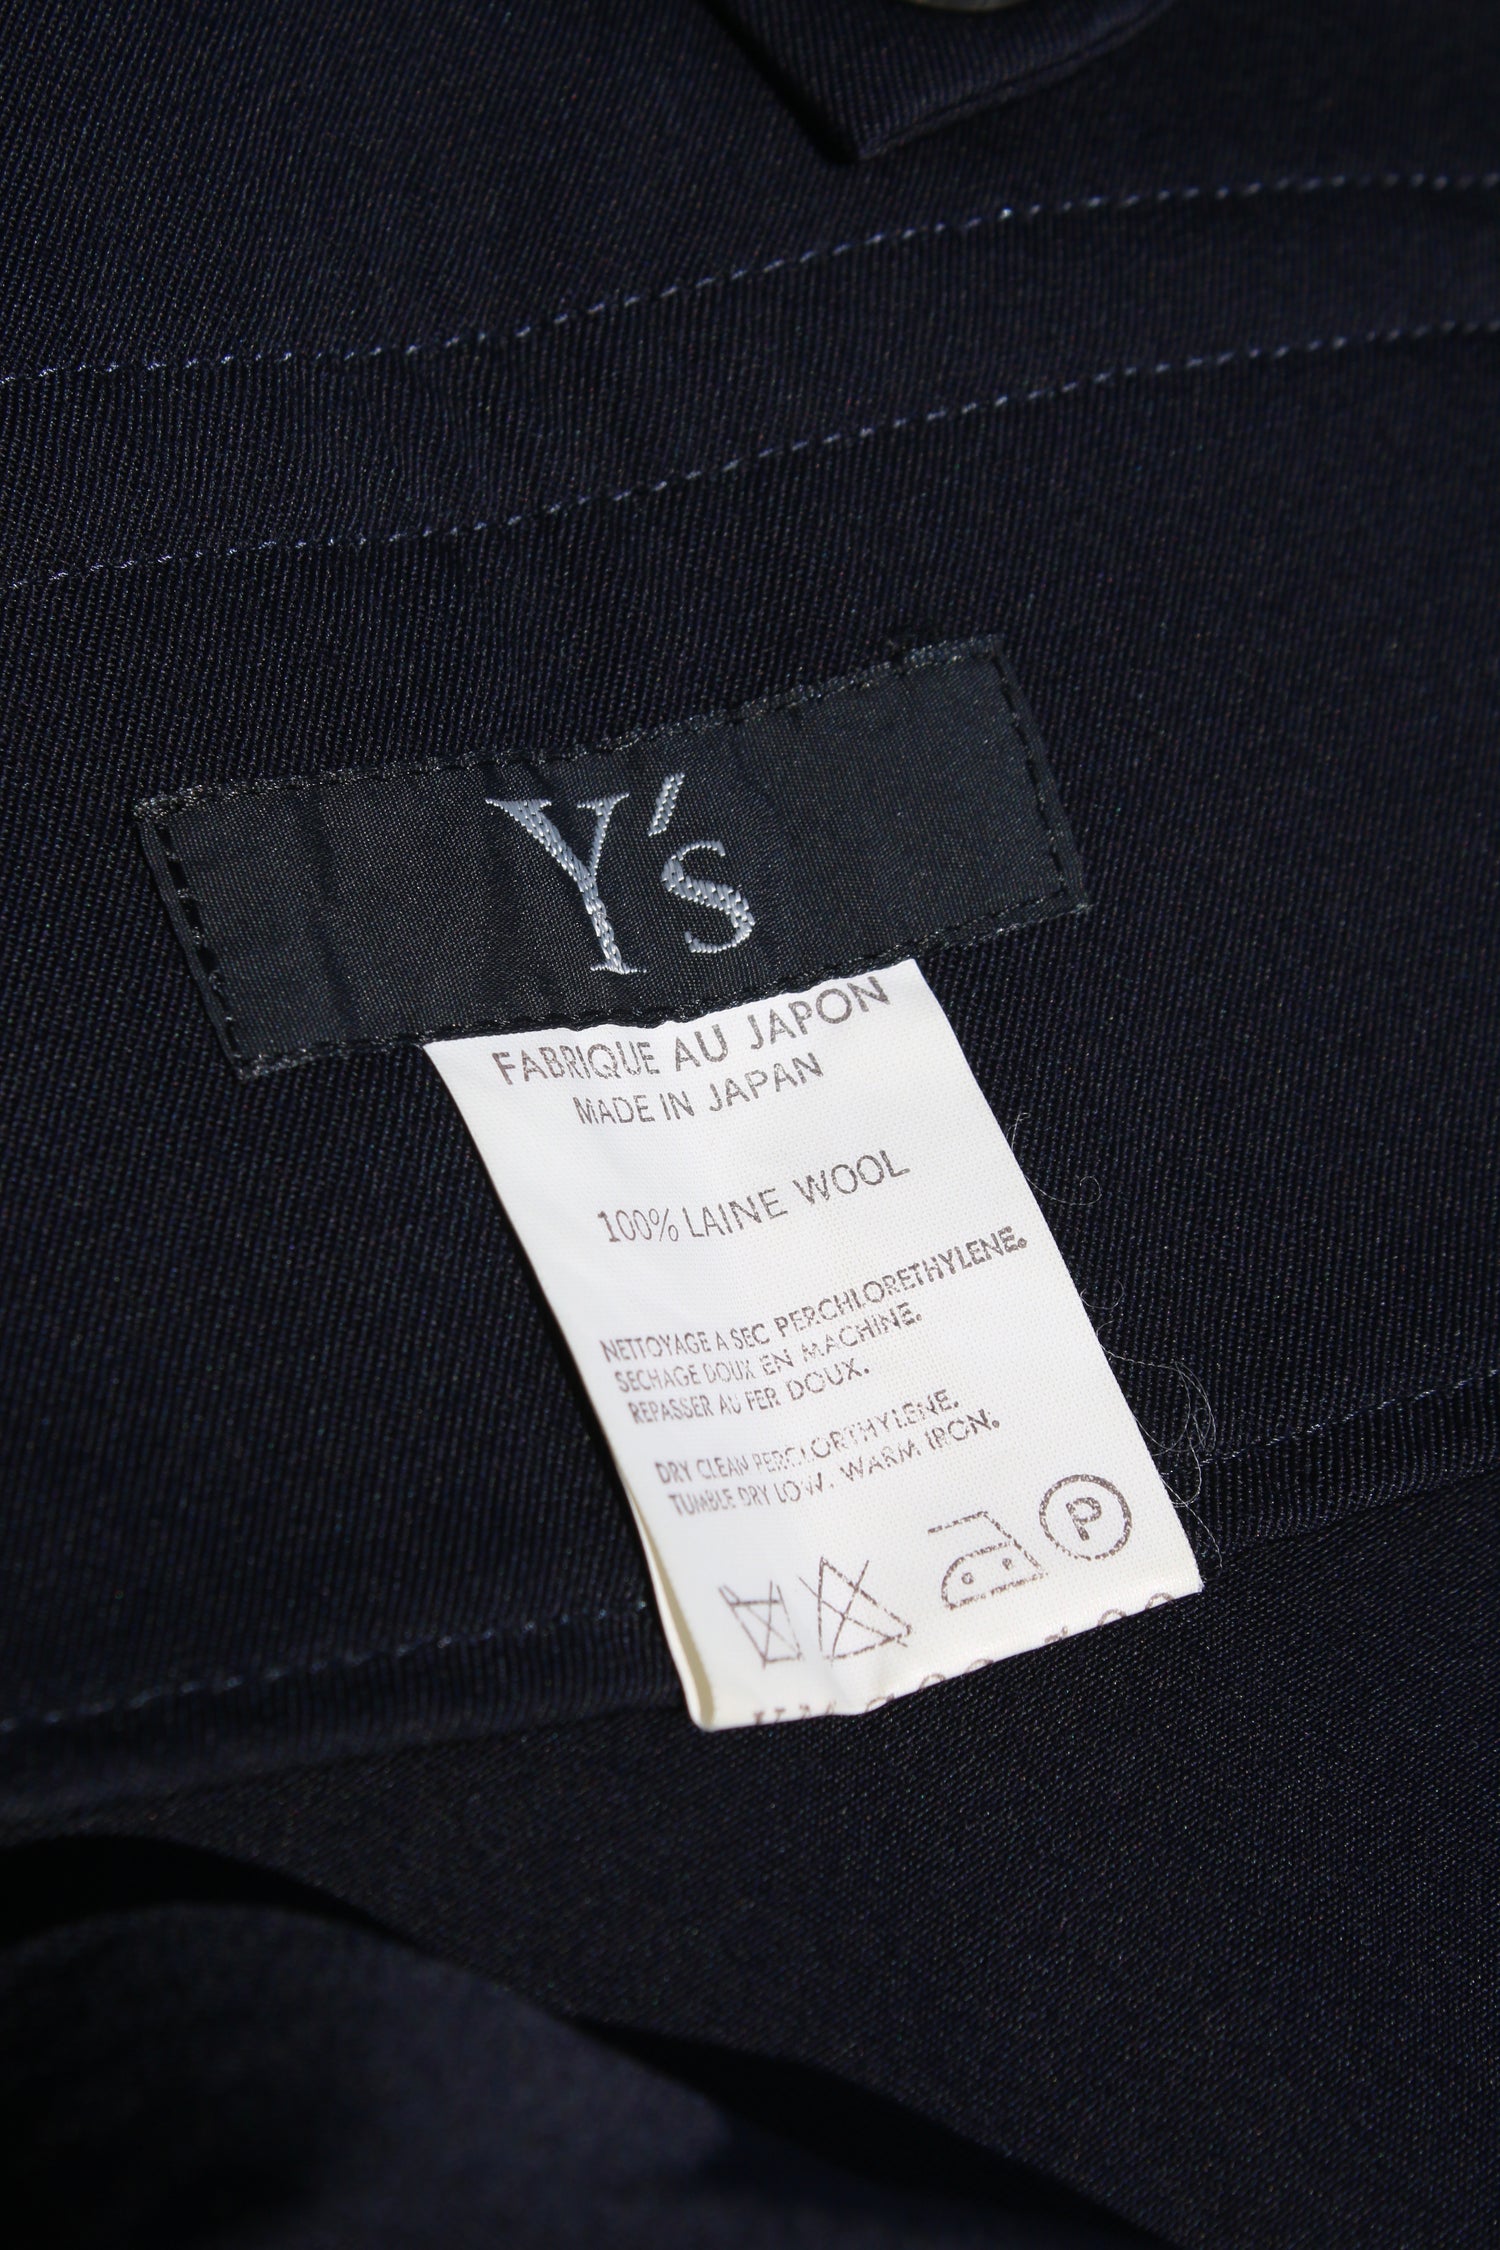 Y's
FABRIQUE AU JAPON
MADE IN JAPAN
100% LAINE WOOL
NETTOYAGE A SEC PERCHLORETHYLENE.
SECHAGE DOUX EN MACHINE.
REPASSER AU FER DOUX.
DRY CLEAN PERCLORTHYLENE.
TUMBLE DRY LOW. WARM IRON.
P